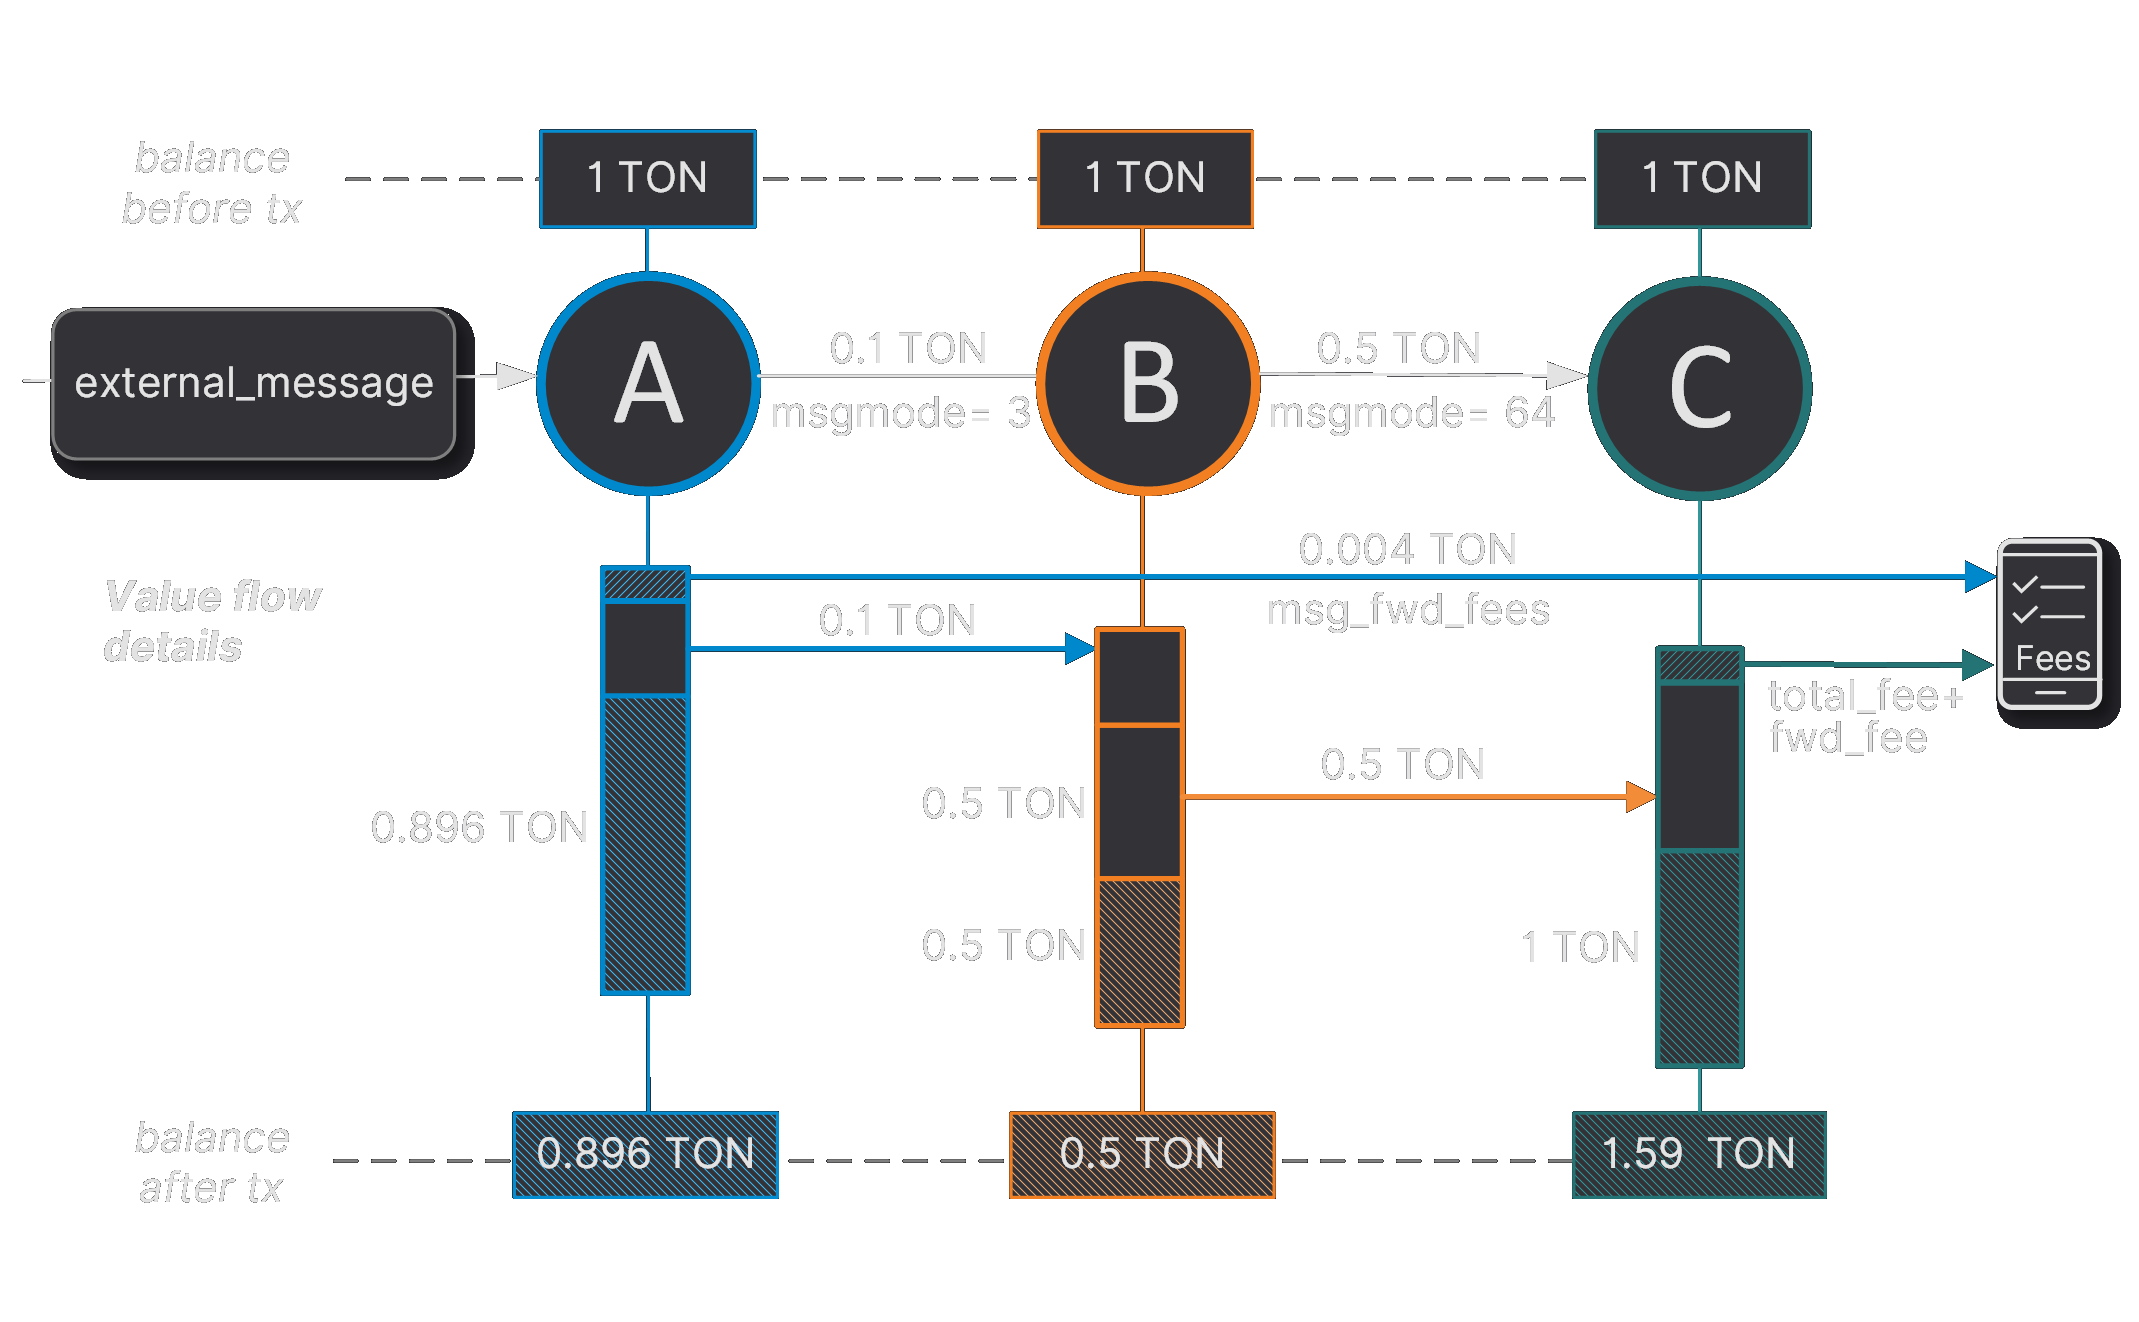 balance
before tx
1 TON
1 TON
1 TON
external_message
A
0.1 TON
msgmode= 3
B
0.5 TON
msgmode= 64
C
Value flow
details
0.004 TON
msg_fwd_fees
0.1 TON
Fees
total_fee+
fwd_fee
0.5 TON
0.5 TON
0.896 TON
0.5 TON
1 TON
balance
after tx
0.896 TON
0.5 TON
1.59 TON